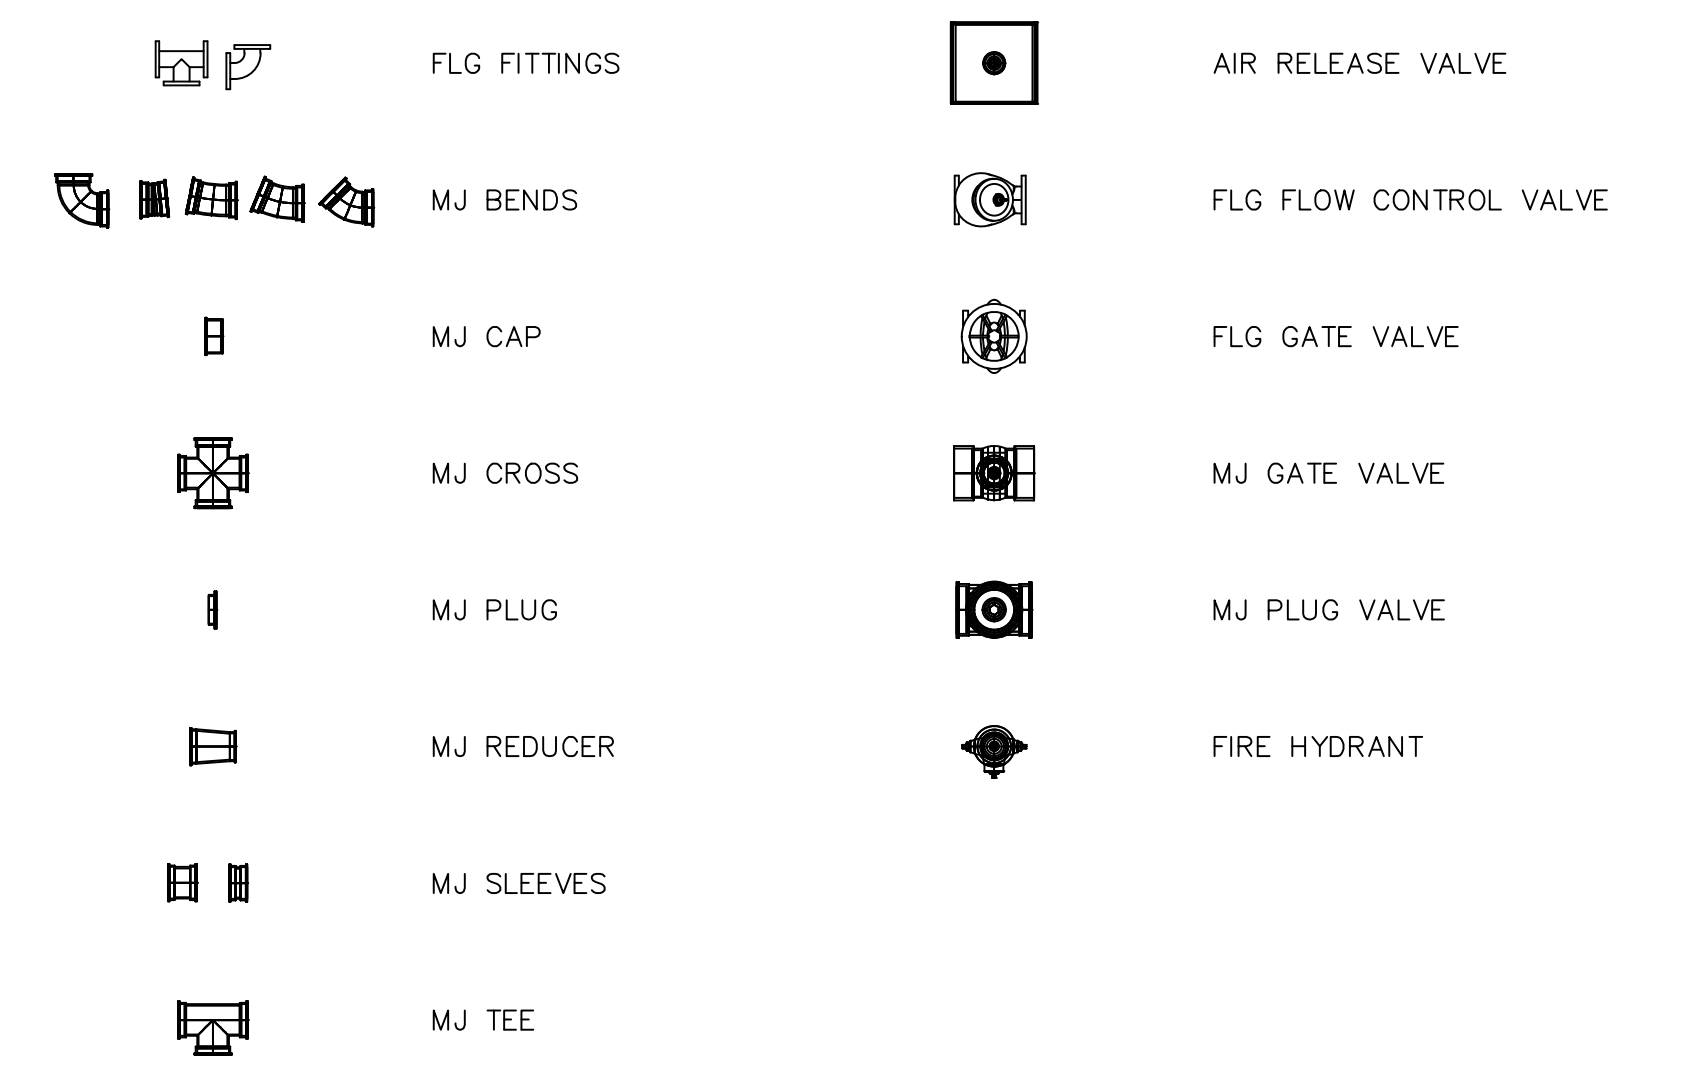 FLG FITTINGS
MJ BENDS
MJ CAP
MJ CROSS
MJ PLUG
MJ REDUCER
MJ SLEEVES
MJ TEE
AIR RELEASE VALVE
FLG FLOW CONTROL VALVE
FLG GATE VALVE
MJ GATE VALVE
MJ PLUG VALVE
FIRE HYDRANT